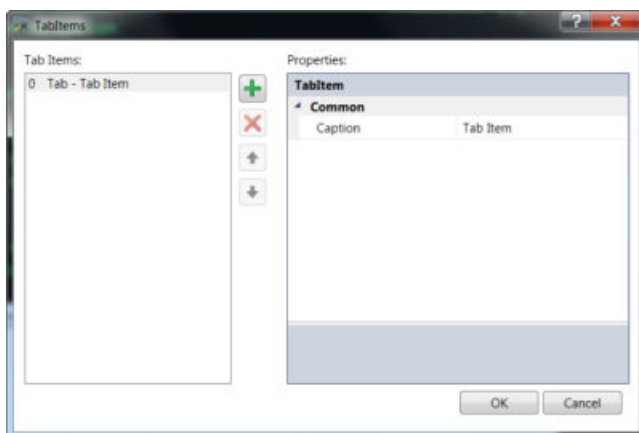 TabItems
Tab Items:
Properties:
0 Tab - Tab Item
TabItem
Common
Caption Tab Item
OK Cancel